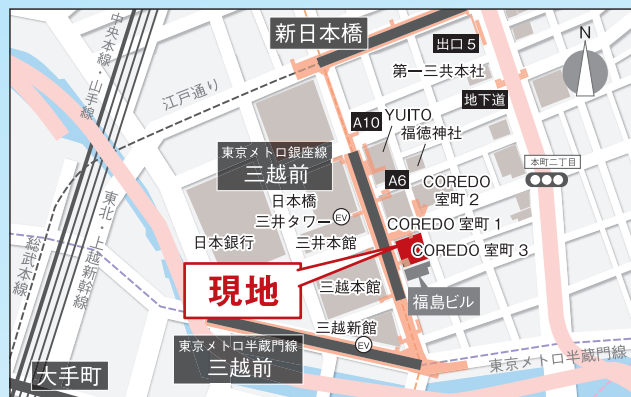 新日本橋
出口5
N
第一三共本社
中央本線・山手線
江戸通り
地下道
A10
YUITO
福徳神社
東京メトロ銀座線
三越前
本町二丁目
A6
COREDO
室町2
日本橋
三井タワー
EV
COREDO 室町1
東北・上越新幹線
日本銀行
三井本館
COREDO 室町3
総武本線
現地
三越本館
福島ビル
三越新館
EV
東京メトロ半蔵門線
三越前
東京メトロ半蔵門線
大手町